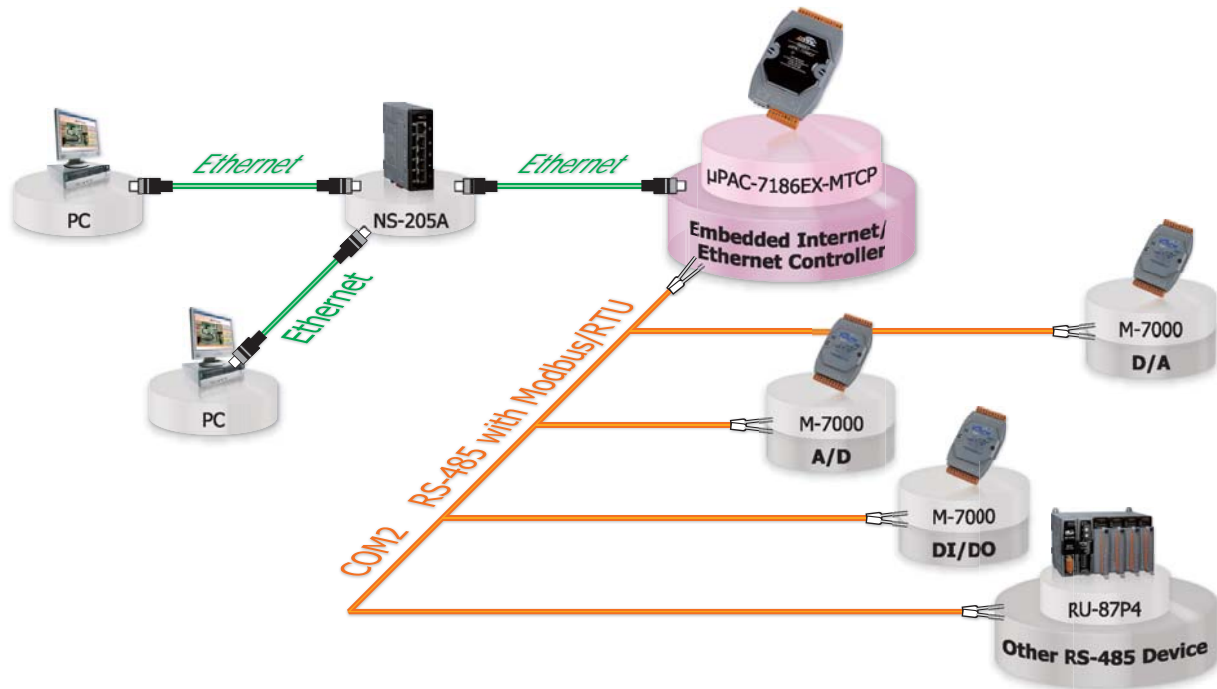 Ethernet
Ethernet
μPAC-7186EX-MTCP
PC
NS-205A
Embedded Internet/
Ethernet Controller
Ethernet
PC
RS-485 with Modbus/RTU
COM2
M-7000
D/A
M-7000
A/D
M-7000
DI/DO
RU-87P4
Other RS-485 Device